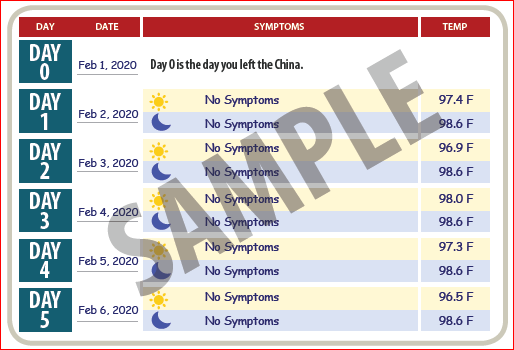 DAY DATE SYMPTOMS TEMP
DAY 0 Feb 1, 2020 Day 0 is the day you left the China.
DAY 1 Feb 2, 2020 No Symptoms 97.4 F
No Symptoms 98.6 F
DAY 2 Feb 3, 2020 No Symptoms 96.9 F
No Symptoms 98.6 F
DAY 3 Feb 4, 2020 No Symptoms 98.0 F
No Symptoms 98.6 F
DAY 4 Feb 5, 2020 No Symptoms 97.3 F
No Symptoms 98.6 F
DAY 5 Feb 6, 2020 No Symptoms 96.5 F
No Symptoms 98.6 F
SAMPLE